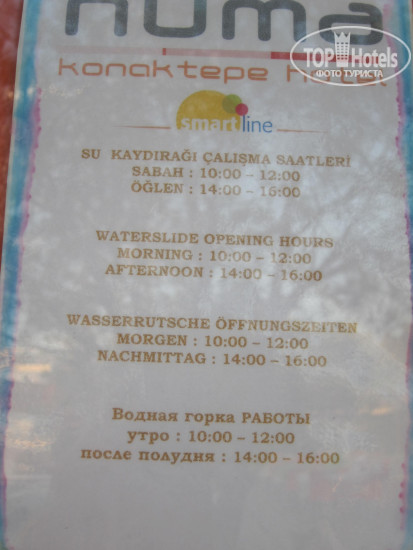 numa
TOP Hotels
ФОТО ТУРИСТА
konaktepe
smartline
SU KAYDIRAĞI ÇALIŞMA SAATLERİ
SABAH : 10:00 – 12:00
ÖĞLEN : 14:00 – 16:00
WATERSLIDE OPENING HOURS
MORNING : 10:00 – 12:00
AFTERNOON : 14:00 – 16:00
WASSERRUTSCHE ÖFFNUNGSZEITEN
MORGEN : 10:00 – 12:00
NACHMITTAG : 14:00 – 16:00
Водная горка РАБОТЫ
утро : 10:00 – 12:00
после полудня : 14:00 – 16:00